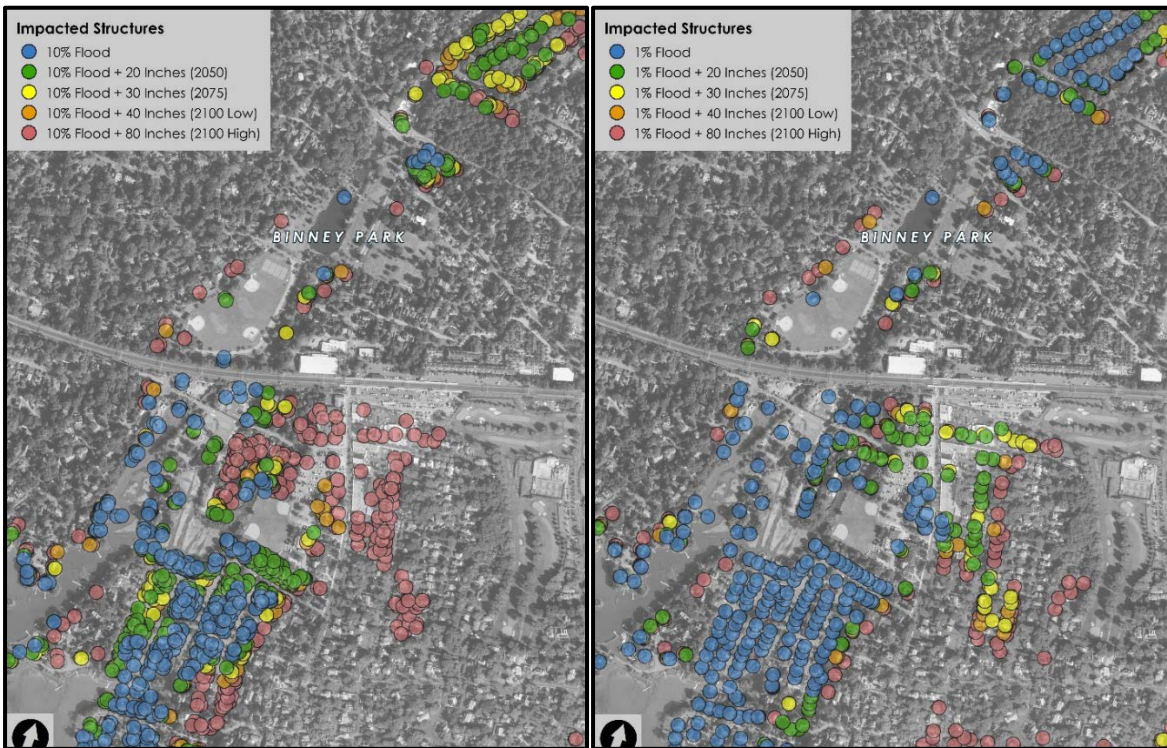 Impacted Structures
10% Flood
10% Flood + 20 Inches (2050)
10% Flood + 30 Inches (2075)
10% Flood + 40 Inches (2100 Low)
10% Flood + 80 Inches (2100 High)
BINNEY PARK
Impacted Structures
1% Flood
1% Flood + 20 Inches (2050)
1% Flood + 30 Inches (2075)
1% Flood + 40 Inches (2100 Low)
1% Flood + 80 Inches (2100 High)
BINNEY PARK